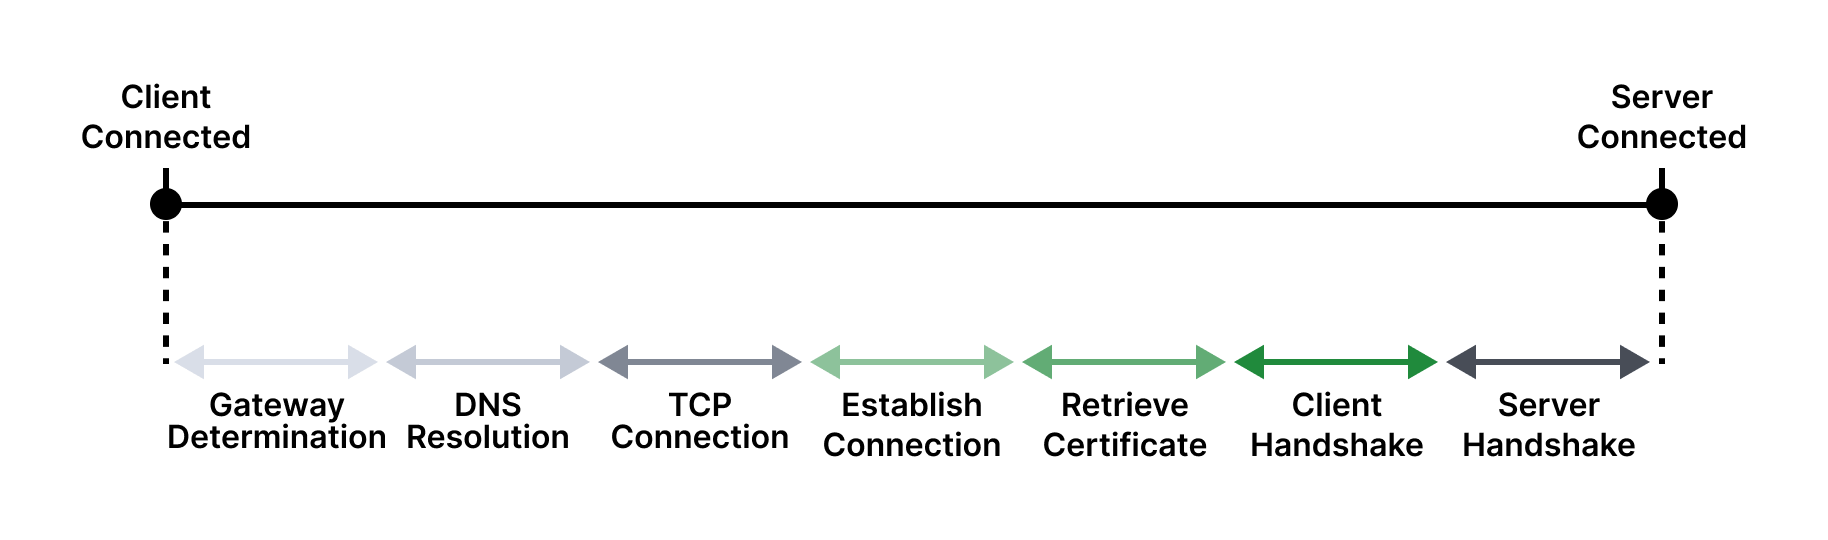 Client
Connected
Server
Connected
Gateway
Determination
DNS
Resolution
TCP
Connection
Establish
Connection
Retrieve
Certificate
Client
Handshake
Server
Handshake